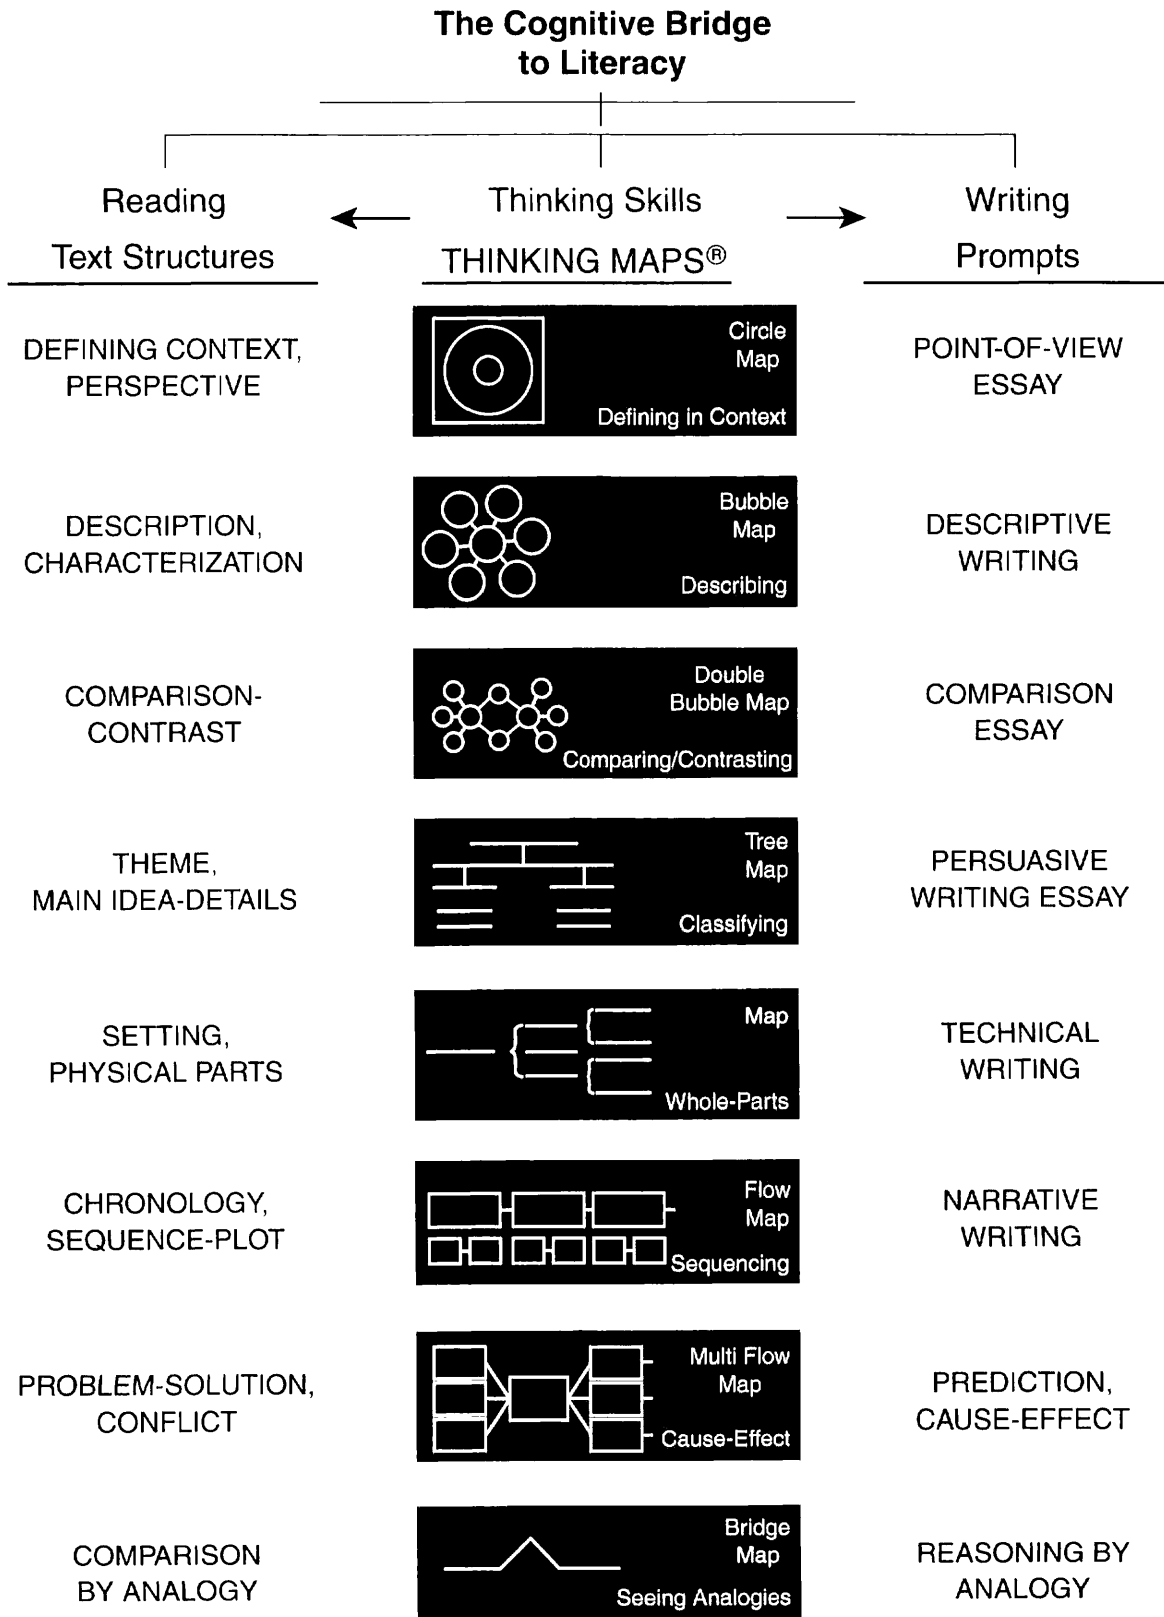 The Cognitive Bridge
to Literacy
Reading
Thinking Skills
Writing
Text Structures
THINKING MAPS®
Prompts
DEFINING CONTEXT,
PERSPECTIVE
Circle
Map
Defining in Context
POINT-OF-VIEW
ESSAY
DESCRIPTION,
CHARACTERIZATION
Bubble
Map
Describing
DESCRIPTIVE
WRITING
COMPARISON-
CONTRAST
Double
Bubble Map
Comparing/Contrasting
COMPARISON
ESSAY
THEME,
MAIN IDEA-DETAILS
Tree
Map
Classifying
PERSUASIVE
WRITING ESSAY
SETTING,
PHYSICAL PARTS
Map
Whole-Parts
TECHNICAL
WRITING
CHRONOLOGY,
SEQUENCE-PLOT
Flow
Map
Sequencing
NARRATIVE
WRITING
PROBLEM-SOLUTION,
CONFLICT
Multi Flow
Map
Cause-Effect
PREDICTION,
CAUSE-EFFECT
COMPARISON
BY ANALOGY
Bridge
Map
Seeing Analogies
REASONING BY
ANALOGY